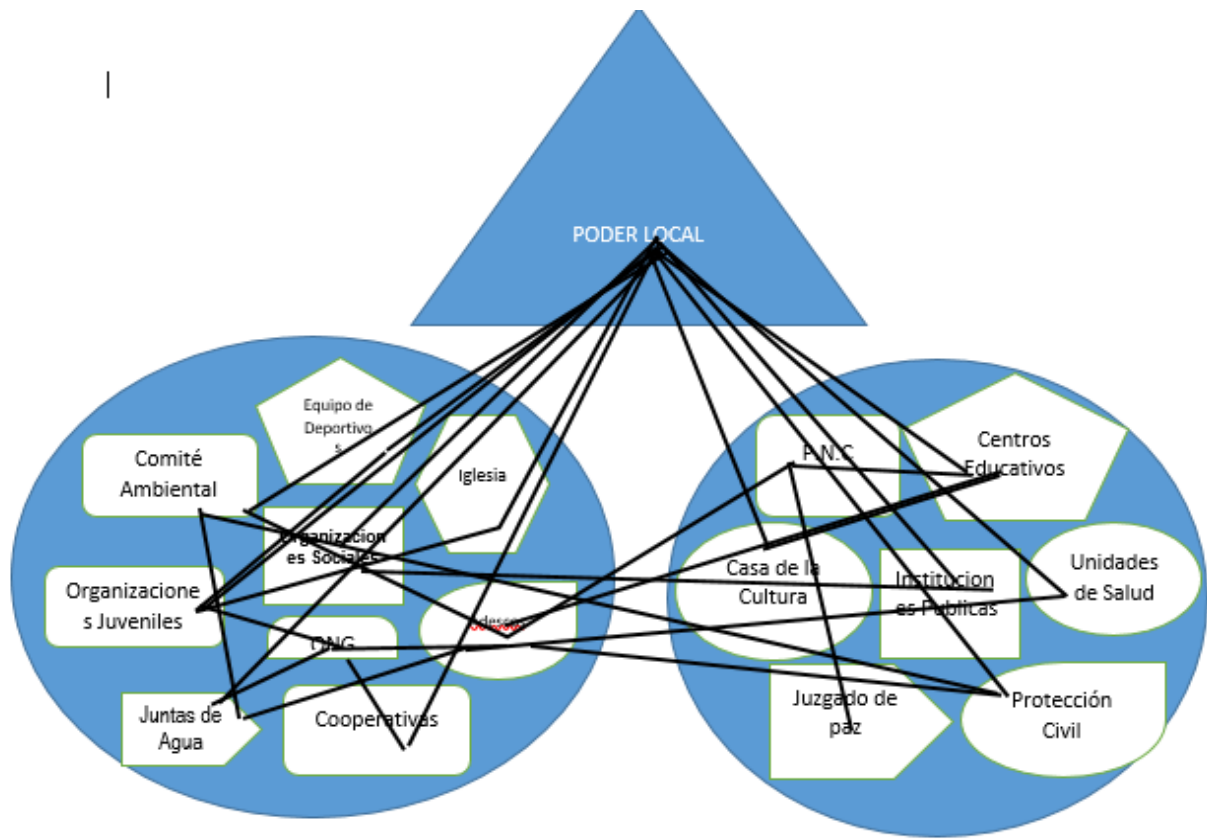 PODER LOCAL
Equipo de
Deportivo
s
Comité
Ambiental
Iglesia
Organizacion
es Sociales
Organizacione
s Juveniles
Adescos
ONG
Juntas de
Agua
Cooperativas
P.N.C
Centros
Educativos
Casa de la
Cultura
Institucion
es Publicas
Unidades
de Salud
Juzgado de
paz
Protección
Civil